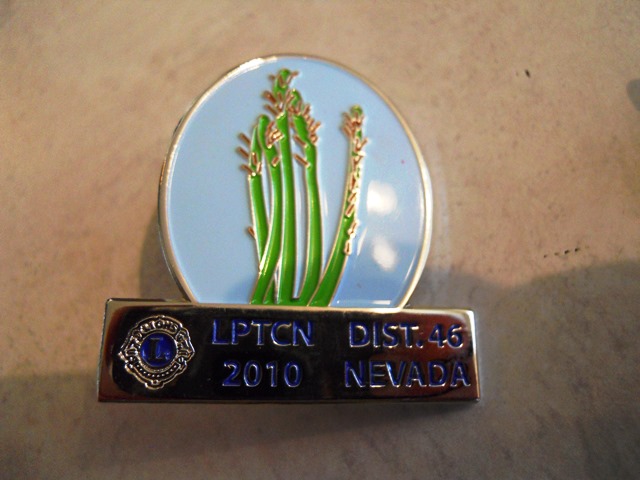 LPTCN DIST. 46
2010 NEVADA
L